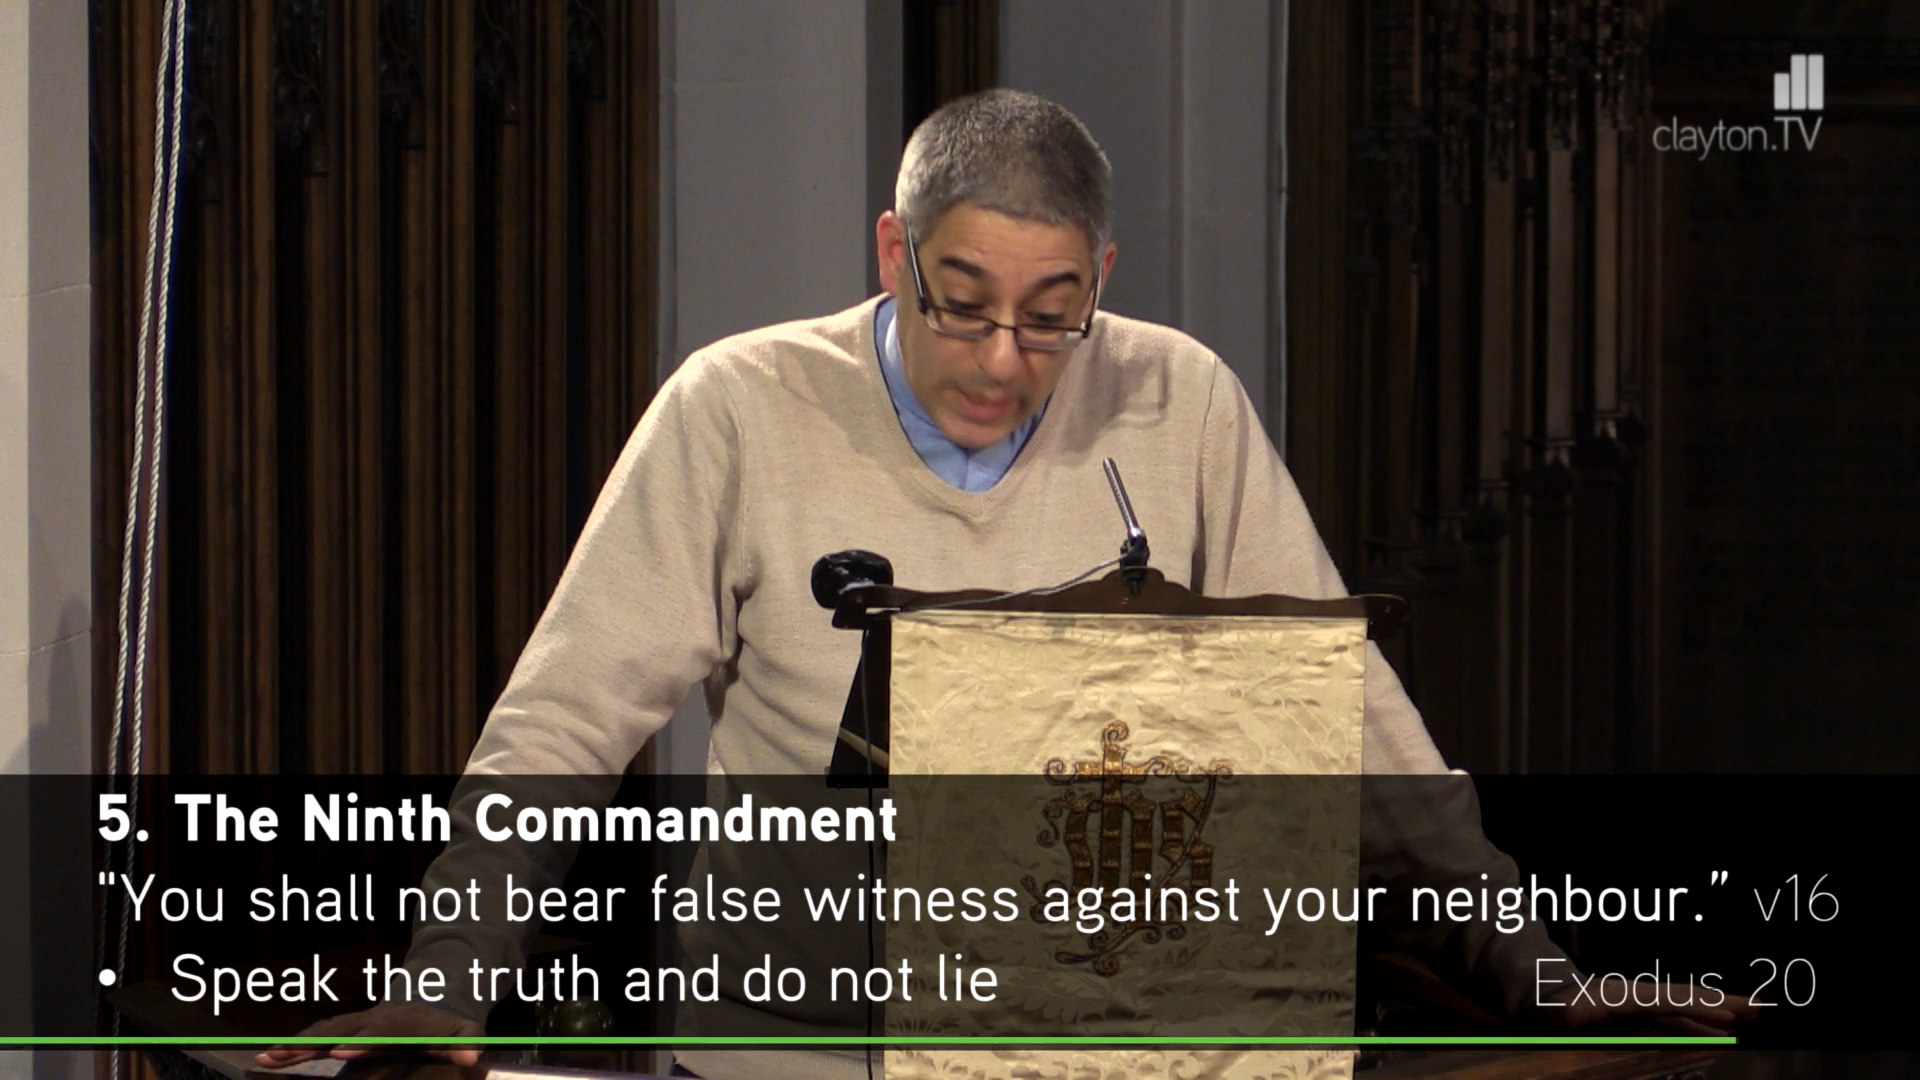 clayton.TV
5. The Ninth Commandment
"You shall not bear false witness against your neighbour.” v16
• Speak the truth and do not lie
Exodus 20